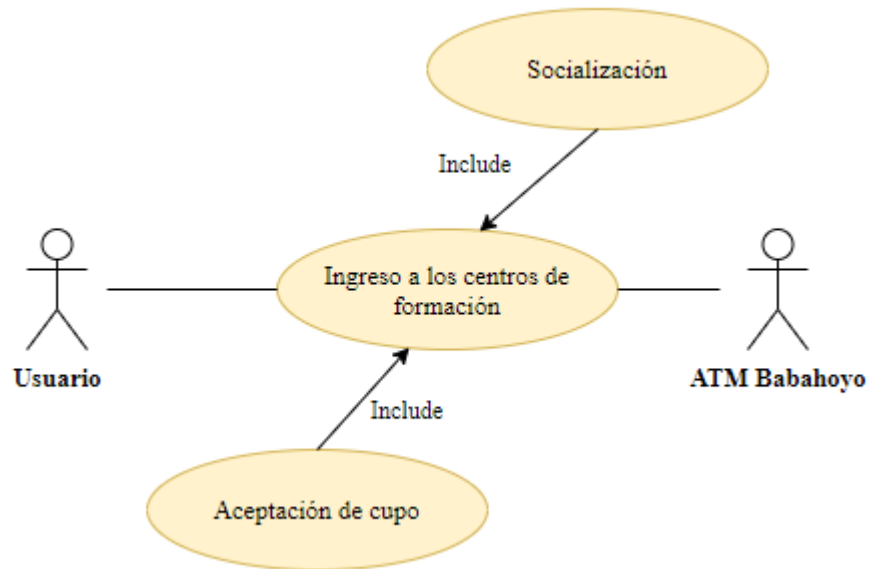 Socialización
Include
Ingreso a los centros de
formación
Usuario
ATM Babahoyo
Include
Aceptación de cupo